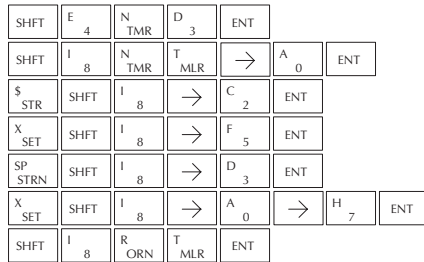 SHFT E 4 N TMR D 3 ENT
SHFT I 8 N TMR T MLR → A 0 ENT
$ STR SHFT I 8 → C 2 ENT
X SET SHFT I 8 → F 5 ENT
SP STRN SHFT I 8 → D 3 ENT
X SET SHFT I 8 → A 0 → H 7 ENT
SHFT I 8 R ORN T MLR ENT